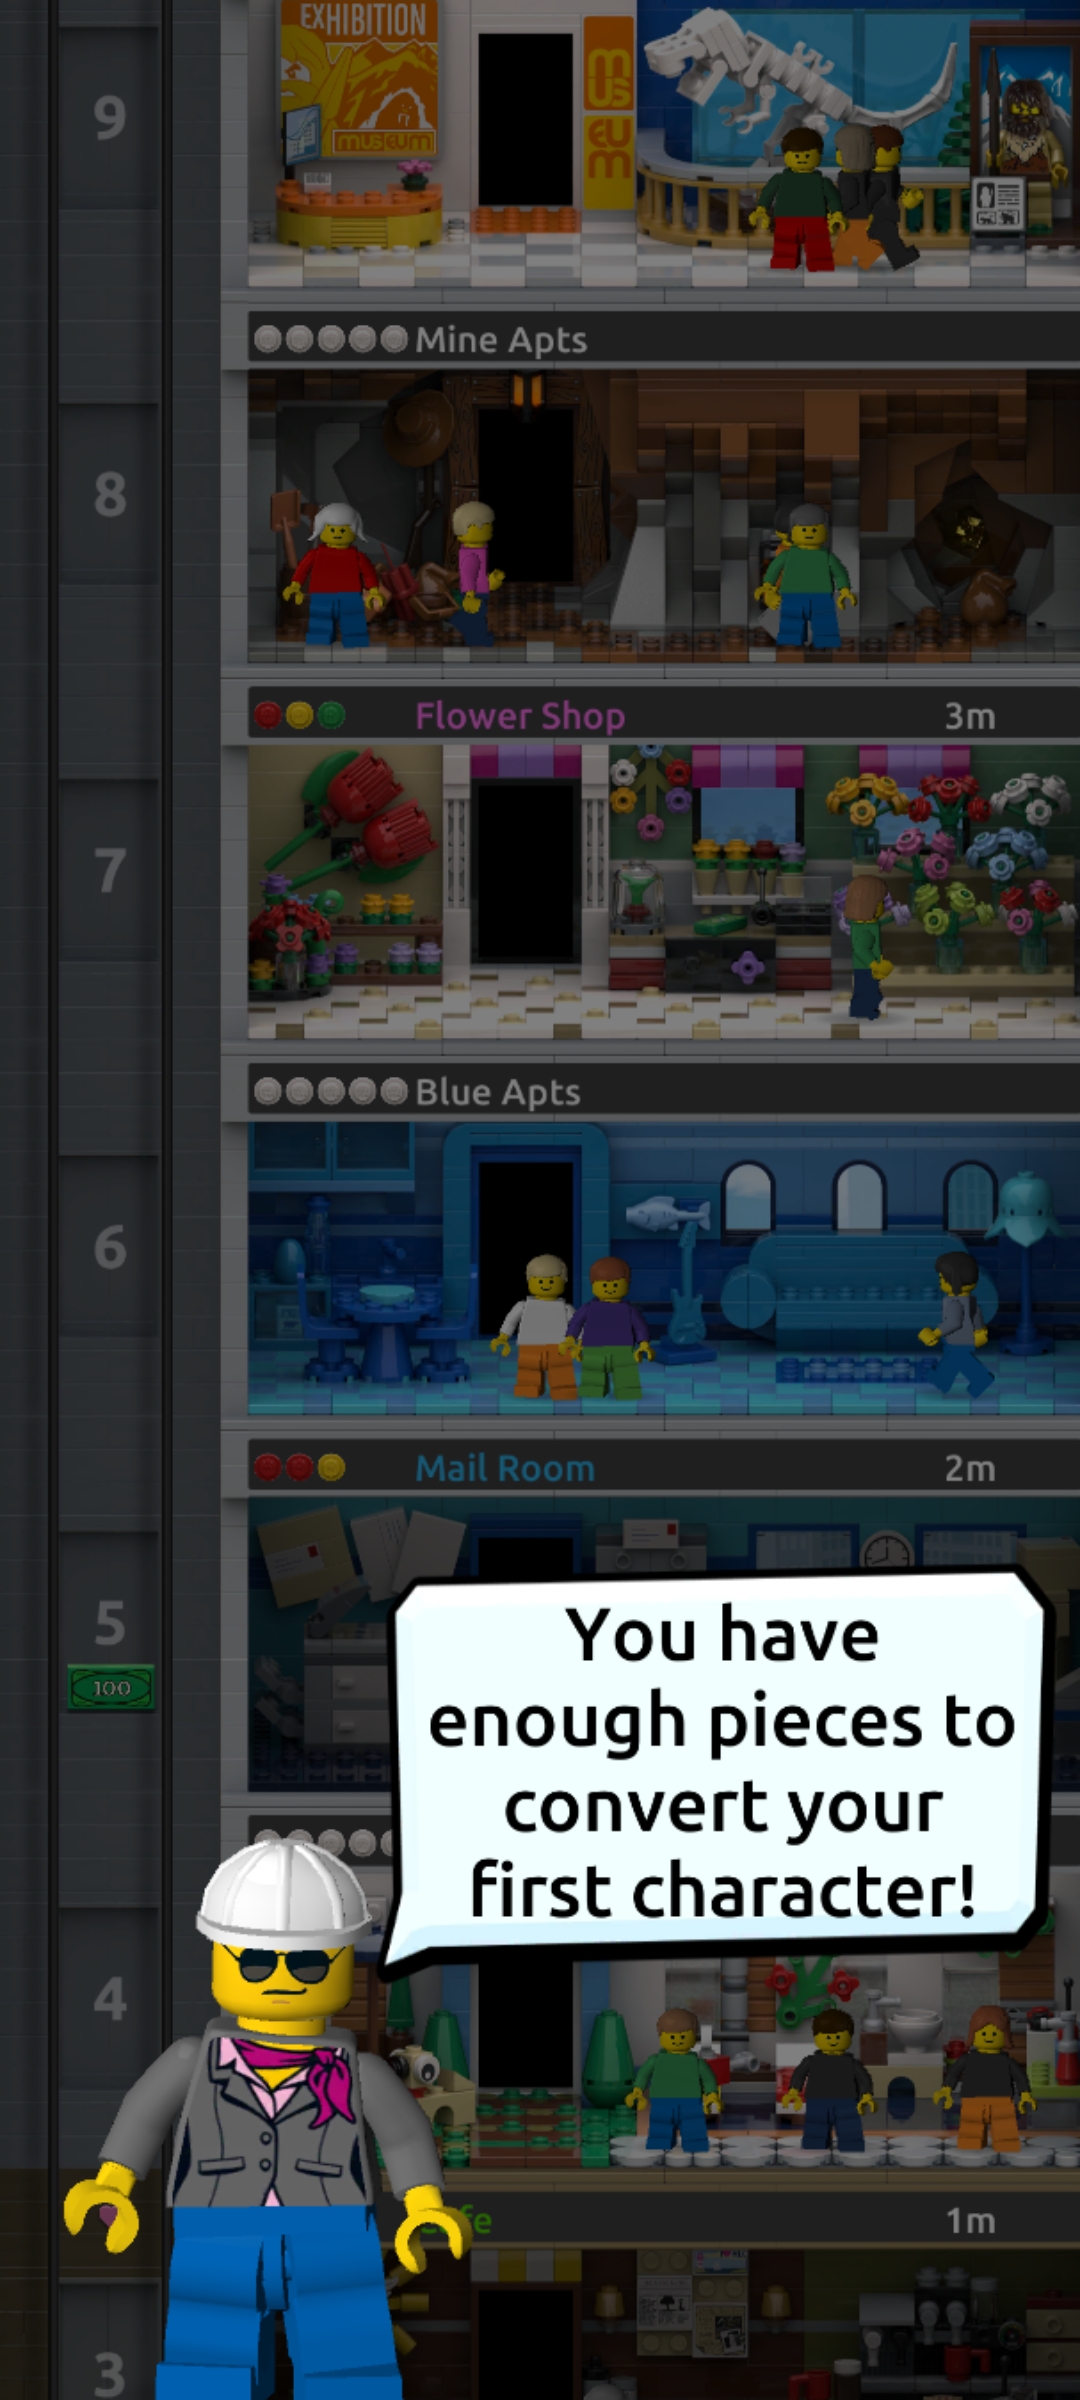 EXHIBITION
museum
mus
eum
9
Mine Apts
8
Flower Shop
3m
7
Blue Apts
6
Mail Room
2m
5
100
You have
enough pieces to
convert your
first character!
4
1m
3